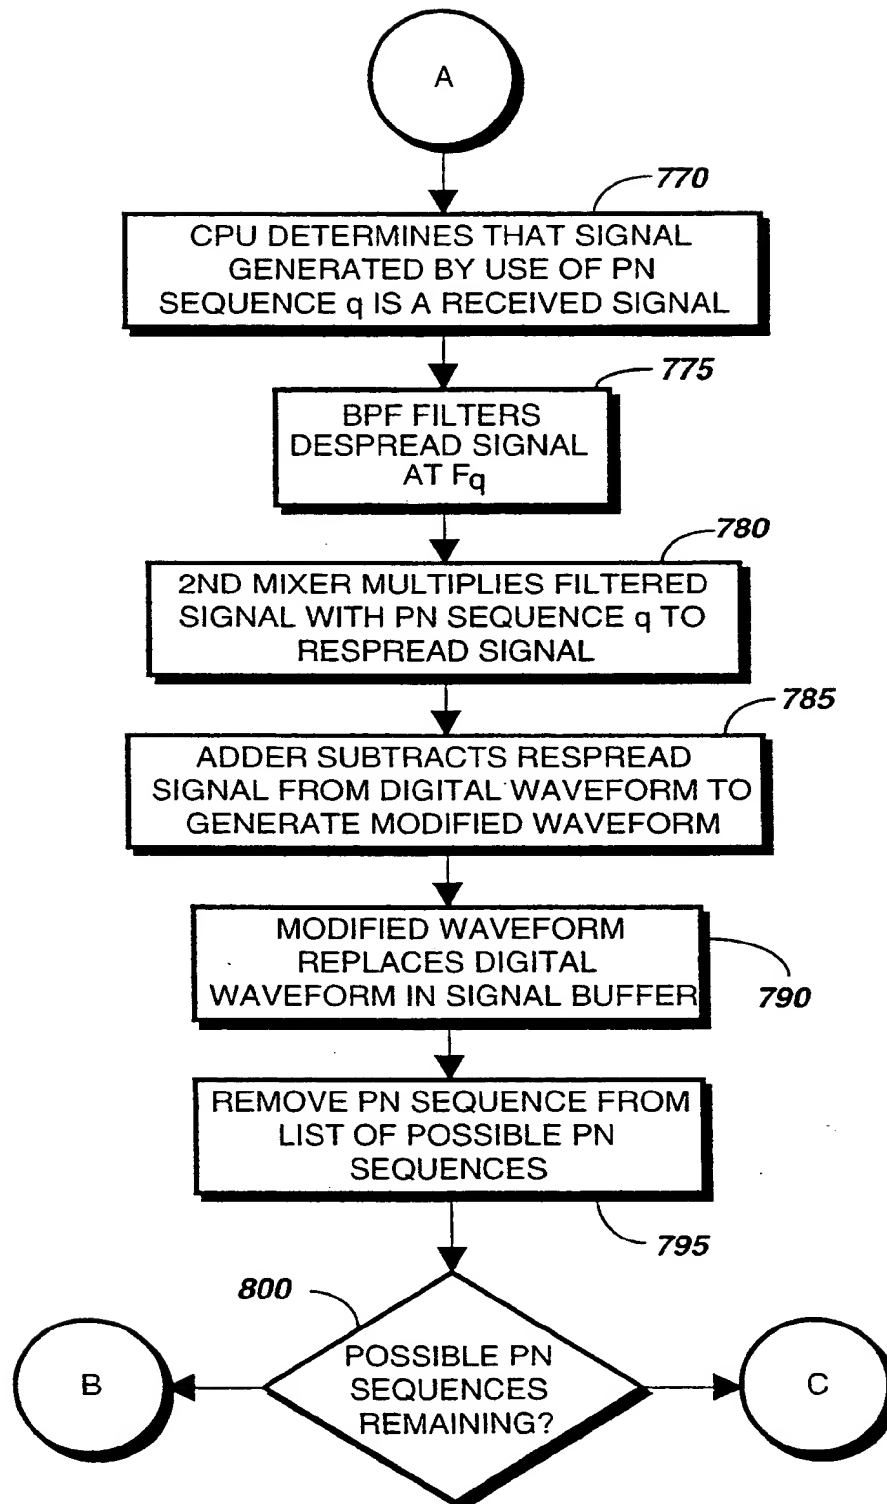 A
770
CPU DETERMINES THAT SIGNAL
GENERATED BY USE OF PN
SEQUENCE q IS A RECEIVED SIGNAL
775
BPF FILTERS
DESPREAD SIGNAL
AT Fq
780
2ND MIXER MULTIPLIES FILTERED
SIGNAL WITH PN SEQUENCE q TO
RESPREAD SIGNAL
785
ADDER SUBTRACTS RESPREAD
SIGNAL FROM DIGITAL WAVEFORM TO
GENERATE MODIFIED WAVEFORM
MODIFIED WAVEFORM
REPLACES DIGITAL
WAVEFORM IN SIGNAL BUFFER
790
REMOVE PN SEQUENCE FROM
LIST OF POSSIBLE PN
SEQUENCES
795
800
B
POSSIBLE PN
SEQUENCES
REMAINING?
C